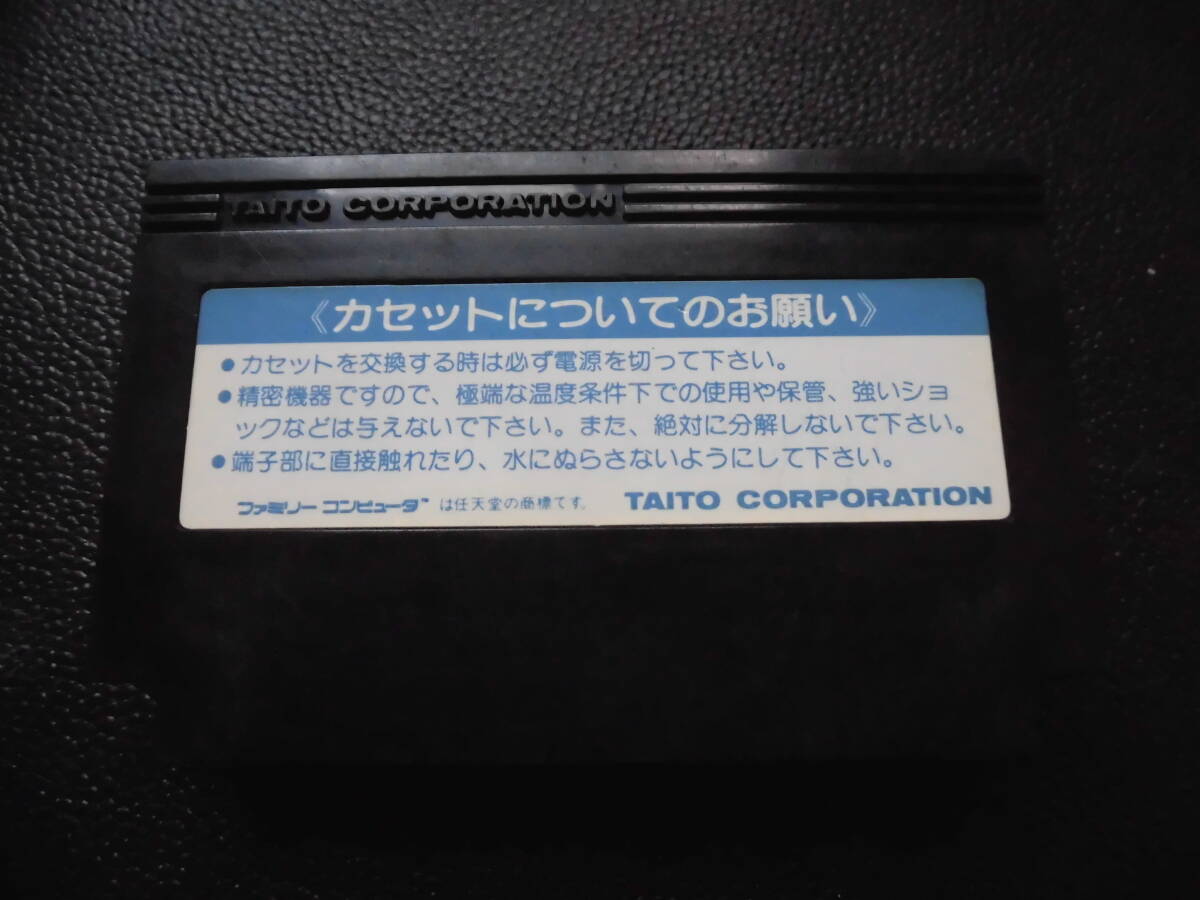 TAITO CORPORATION
《カセットについてのお願い》
●カセットを交換する時は必ず電源を切って下さい。
●精密機器ですので、極端な温度条件下での使用や保管、強いショ
ックなどは与えないで下さい。また、絶対に分解しないで下さい。
●端子部に直接触れたり、水にぬらさないようにして下さい。
ファミリーコンピュータ™ は任天堂の商標です。 TAITO CORPORATION